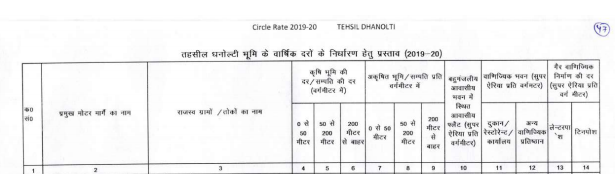 Circle Rate 2019-20 TEHSIL DHANOLTI
47
तहसील धनोल्टी भूमि के वार्षिक दरों के निर्धारण हेतु प्रस्ताव (2019–20)
क्र0 सं0
प्रमुख मोटर मार्गों का नाम
राजस्व ग्रामों /तोकों का नाम
कृषि भूमि की दर/सम्पति की दर (वर्गमीटर में)
0 से 50 मीटर
50 से 200 मीटर
200 मीटर से बाहर
अकृषित भूमि/सम्पति प्रति वर्गमीटर में
0 से 50 मीटर
50 से 200 मीटर
200 मीटर से बाहर
बहुमंजलीय आवासीय भवन में स्थित आवासीय फ्लैट (सुपर ऐरिया प्रति वर्गमीटर)
वाणिज्यिक भवन (सुपर ऐरिया प्रति वर्गमीटर)
दुकान/रेस्टोरेन्ट/कार्यालय
अन्य वाणिज्यिक प्रतिष्ठान
गैर वाणिज्यिक निर्माण की दर (सुपर ऐरिया प्रति वर्ग मीटर)
लेन्टरपोश
टिनपोश
1 2 3 4 5 6 7 8 9 10 11 12 13 14